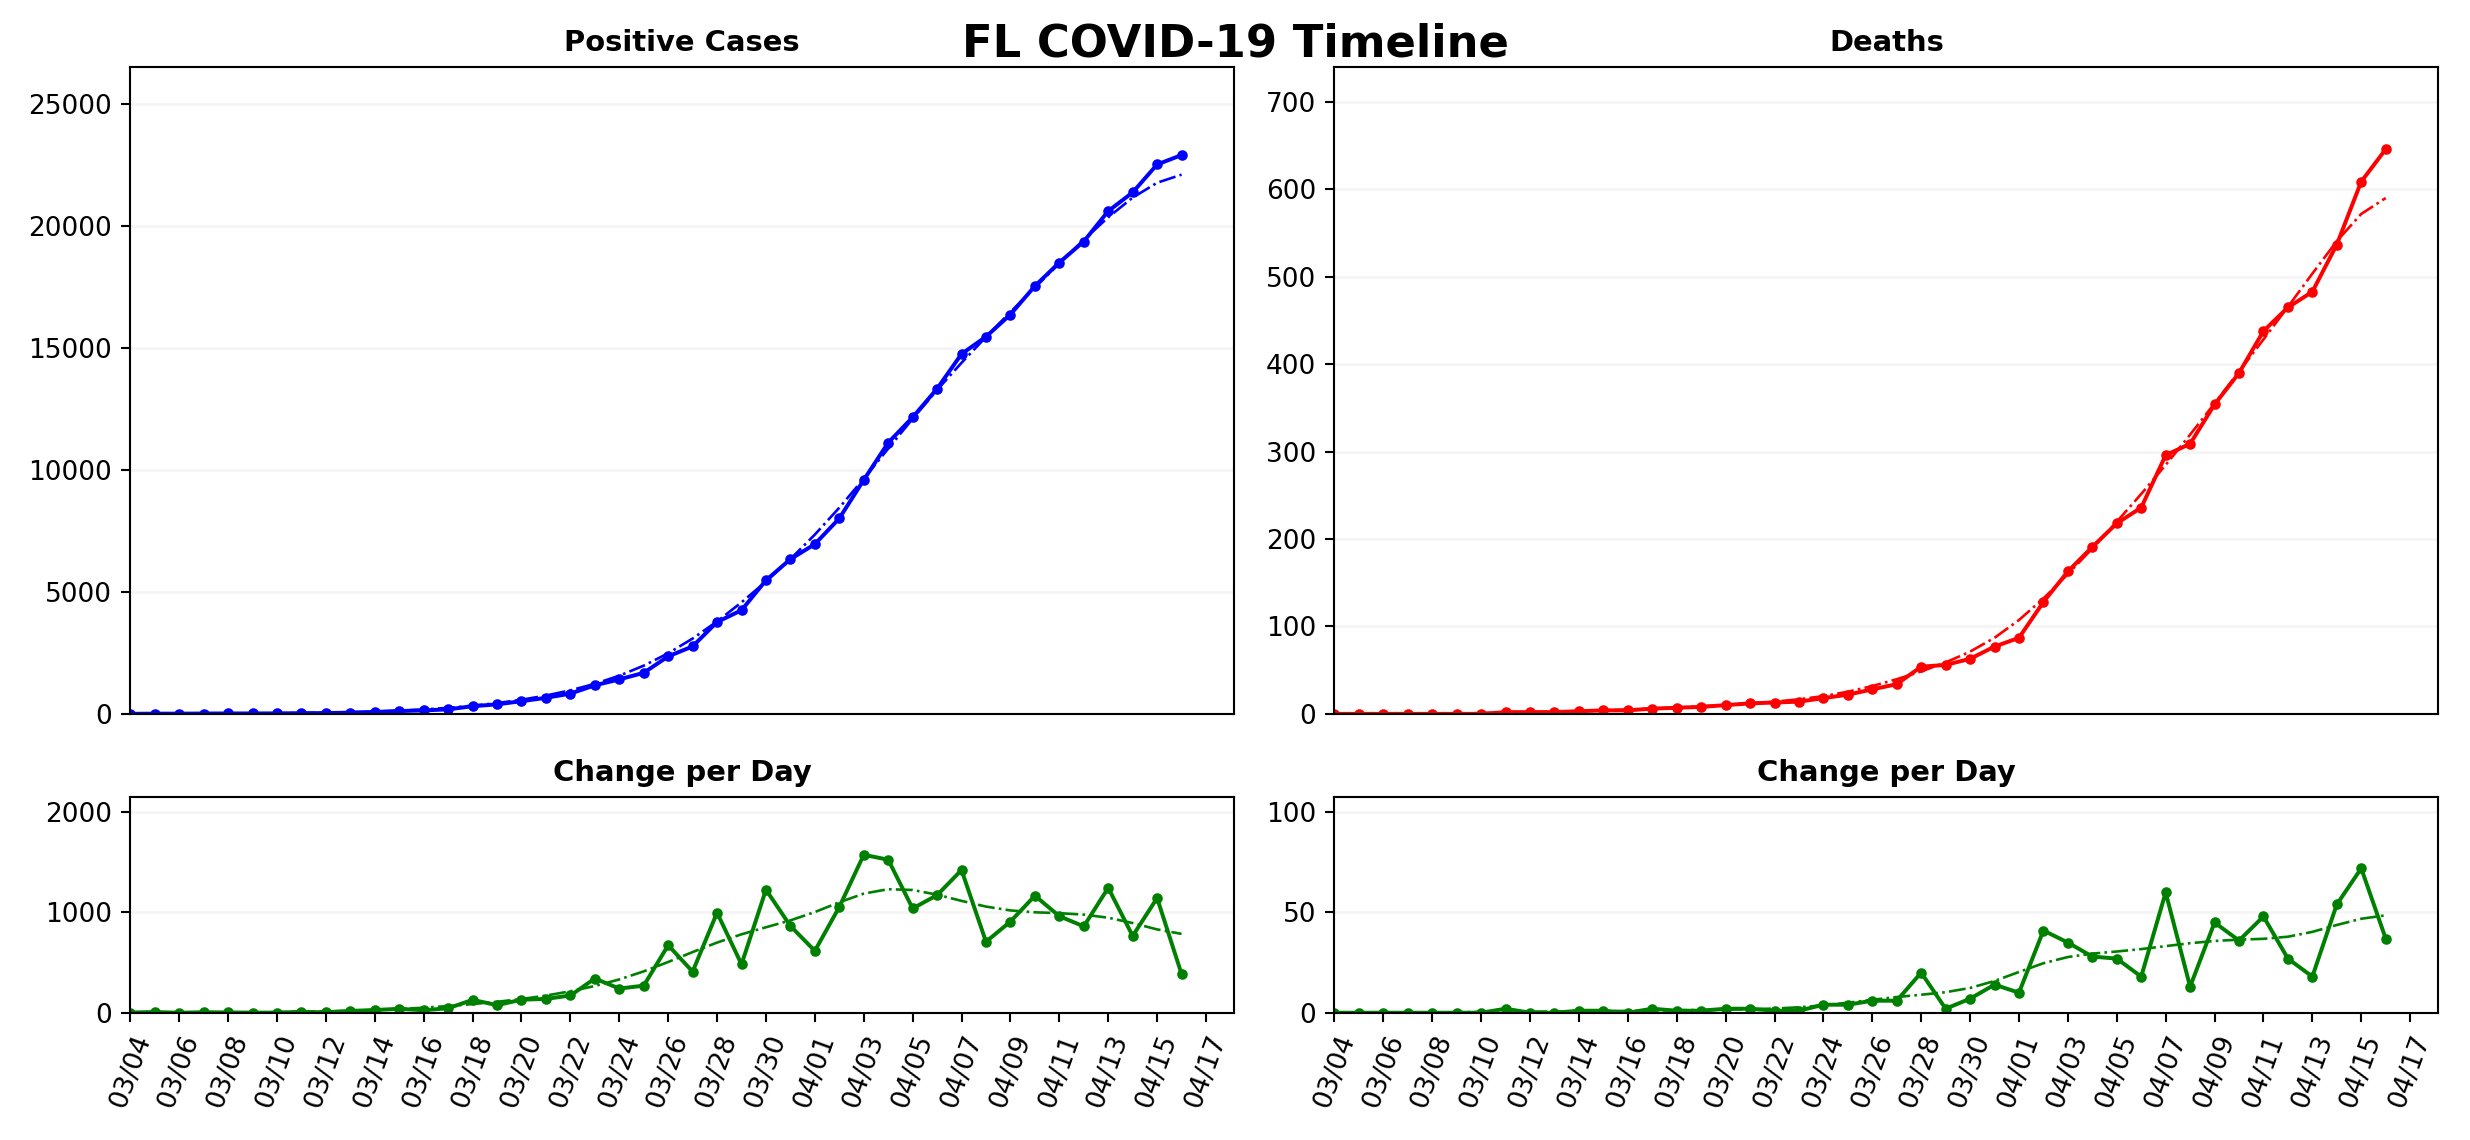 FL COVID-19 Timeline
Positive Cases
25000
20000
15000
10000
5000
0
Deaths
700
600
500
400
300
200
100
0
Change per Day
2000
1000
0
03/04 03/06 03/08 03/10 03/12 03/14 03/16 03/18 03/20 03/22 03/24 03/26 03/28 03/30 04/01 04/03 04/05 04/07 04/09 04/11 04/13 04/15 04/17
Change per Day
100
50
0
03/04 03/06 03/08 03/10 03/12 03/14 03/16 03/18 03/20 03/22 03/24 03/26 03/28 03/30 04/01 04/03 04/05 04/07 04/09 04/11 04/13 04/15 04/17